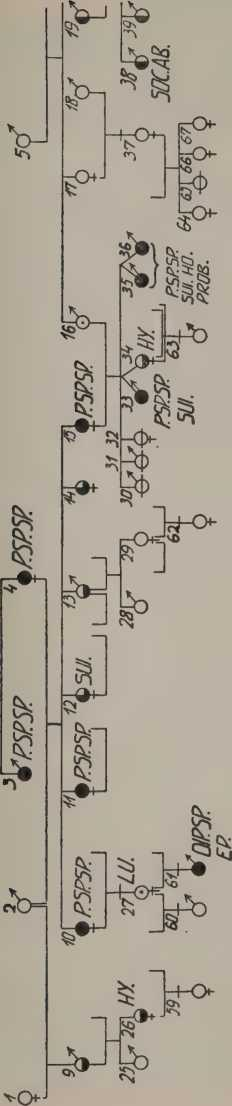 1 2 3 P.SP.SP. 4 P.SP.SP. 5
9 10 P.SP.SP. 11 P.SP.SP. 12 SUI. 13 14 15 P.SP.SP. 16 17 18 19
25 26 HY. 27 LU. 28 29 30 31 32 33 34 HY. 35 36 37 38 39
P.SP.SP.
SUI.
P.SP.SP.
SUI. HO.
PROB.
SOC.AB.
59 60 61 62 63 64 65 66 67
DIP.SP.
EP.